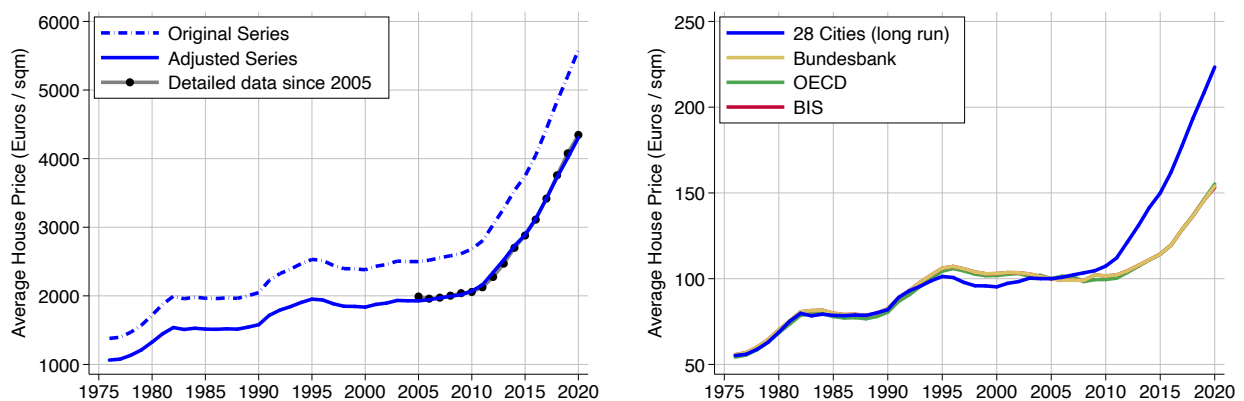 Average House Price (Euros / sqm)
6000
5000
4000
3000
2000
1000
Original Series
Adjusted Series
Detailed data since 2005
1975 1980 1985 1990 1995 2000 2005 2010 2015 2020
Average House Price (Euros / sqm)
250
200
150
100
50
28 Cities (long run)
Bundesbank
OECD
BIS
1975 1980 1985 1990 1995 2000 2005 2010 2015 2020